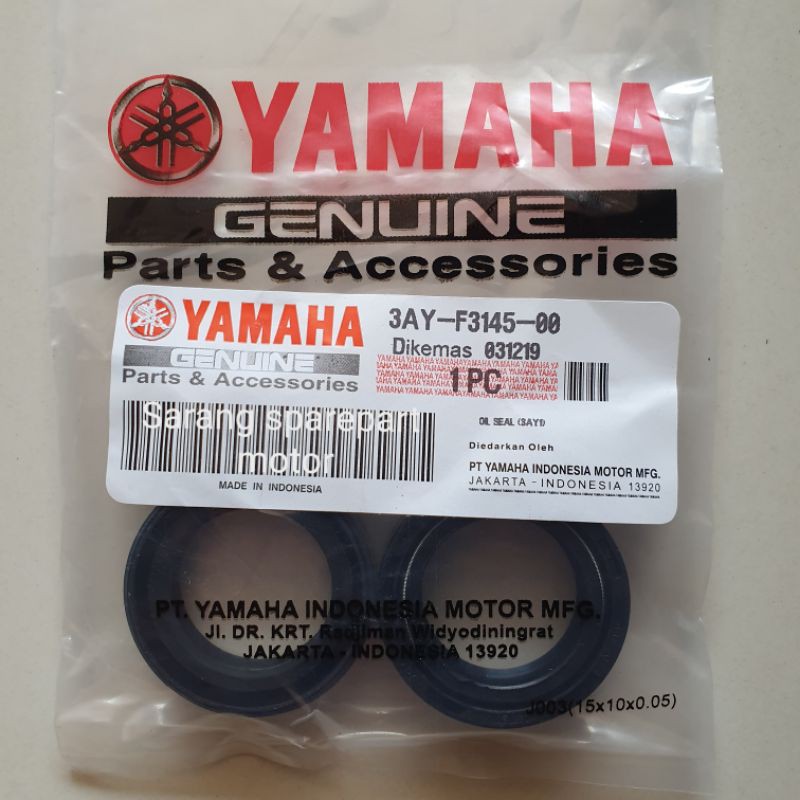 YAMAHA
GENUINE
Parts & Accessories
YAMAHA
GENUINE
Parts & Accessories
3AY-F3145-00
Dikemas 031219
1 PC
Sarang sparepart
motor
MADE IN INDONESIA
OIL SEAL (3AY1)
Diedarkan Oleh
PT YAMAHA INDONESIA MOTOR MFG.
JAKARTA - INDONESIA 13920
PT. YAMAHA INDONESIA MOTOR MFG.
Jl. DR. KRT. Radjiman Widyodiningrat
JAKARTA - INDONESIA 13920
J003(15x10x0.05)